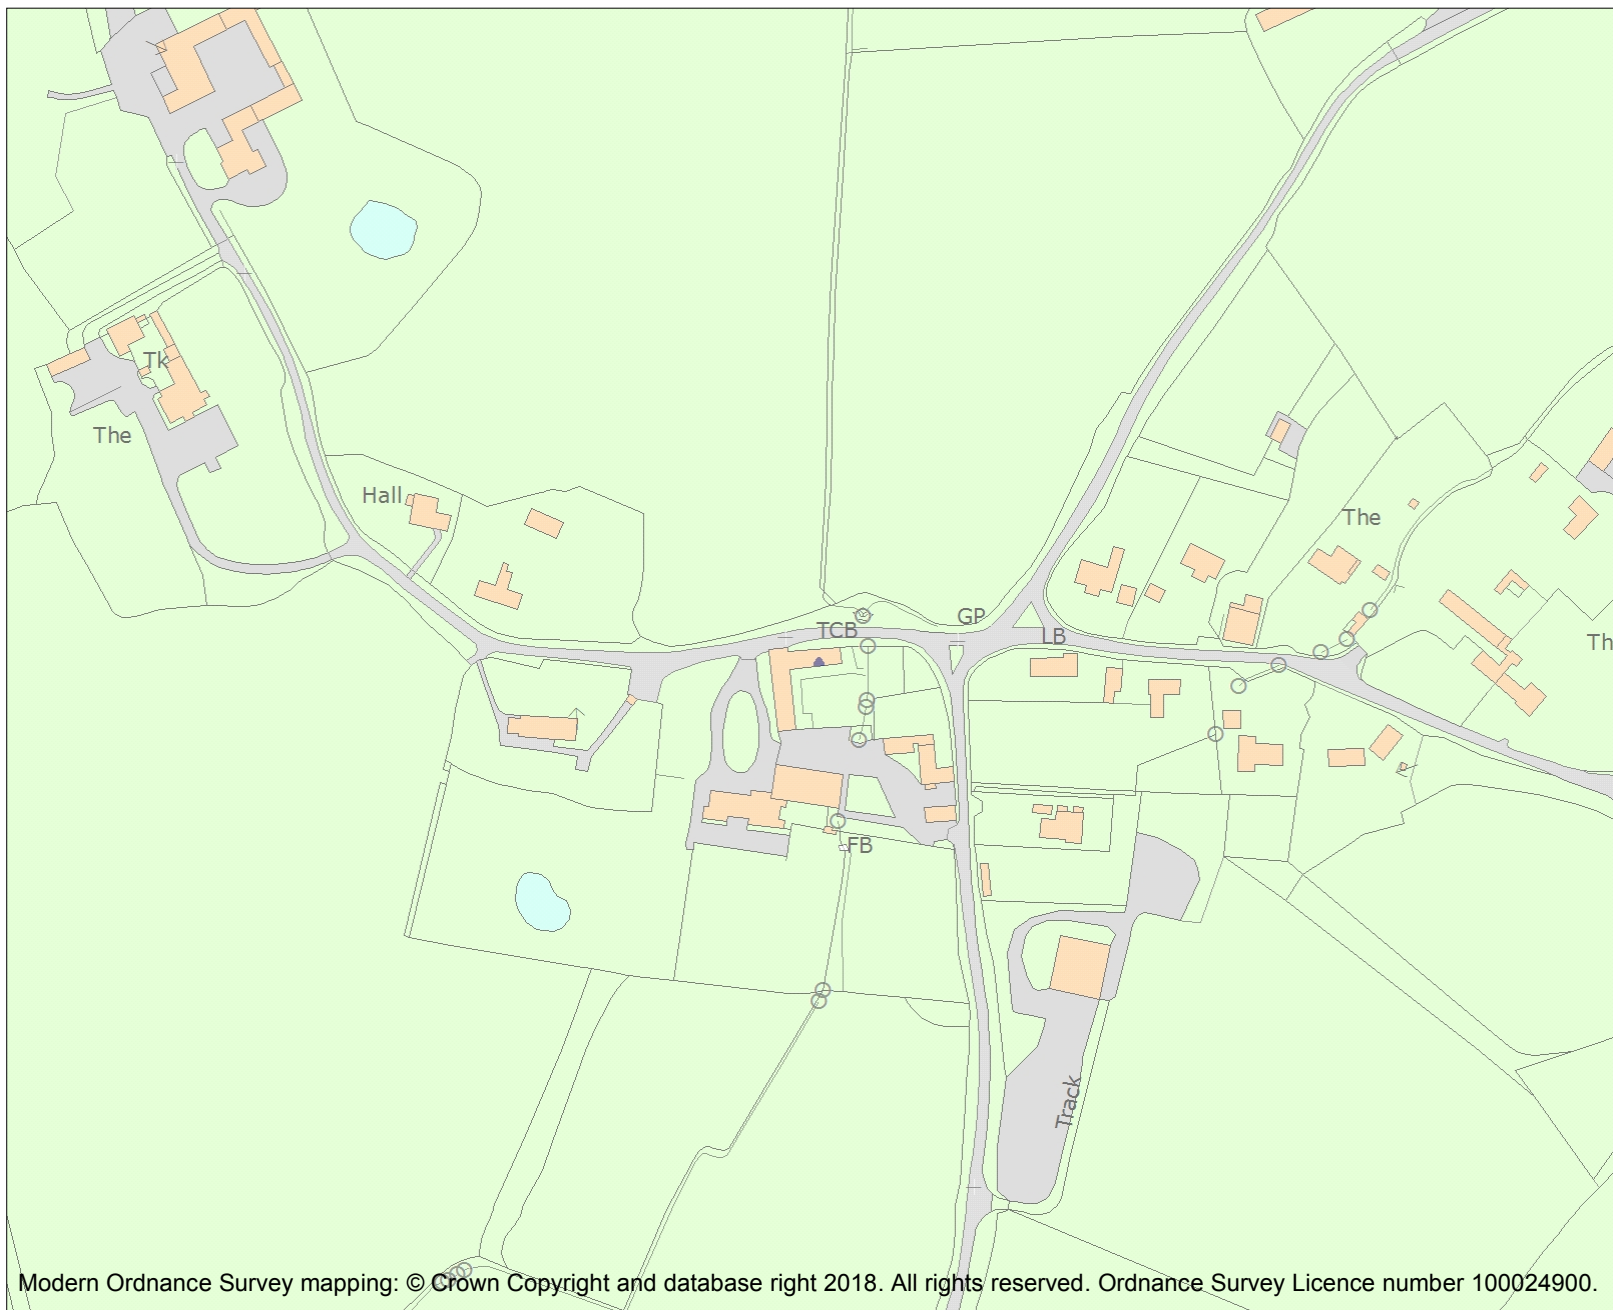 Tk
The
Hall
The
GP
TCB
LB
Th
FB
Track
Modern Ordnance Survey mapping: © Crown Copyright and database right 2018. All rights reserved. Ordnance Survey Licence number 100024900.